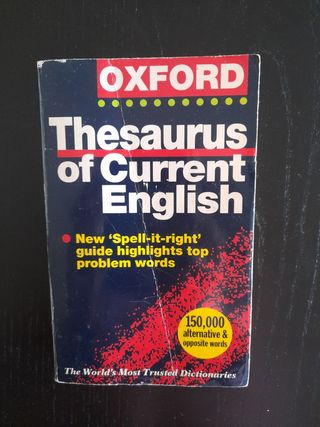 OXFORD
Thesaurus
of Current
English
New 'Spell-it-right'
guide highlights top
problem words
150,000
alternative &
opposite words
The World's Most Trusted Dictionaries